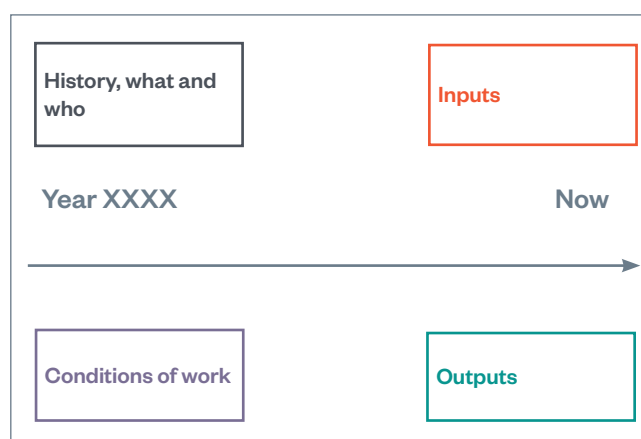 History, what and
who
Inputs
Year XXXX
Now
Conditions of work
Outputs